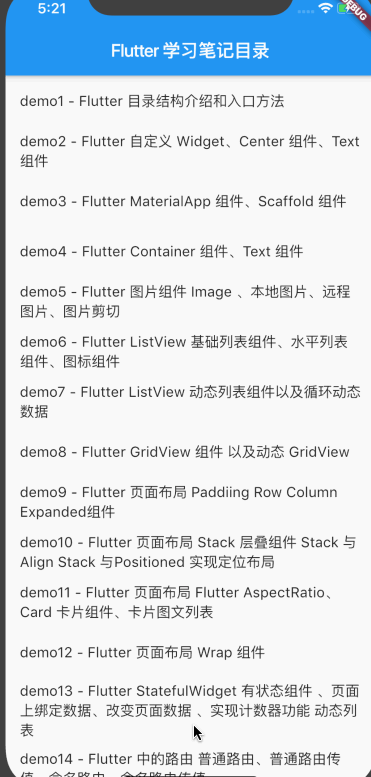 5:21
DEBUG
Flutter 学习笔记目录
demo1 - Flutter 目录结构介绍和入口方法
demo2 - Flutter 自定义 Widget、Center 组件、Text
组件
demo3 - Flutter MaterialApp 组件、Scaffold 组件
demo4 - Flutter Container 组件、Text 组件
demo5 - Flutter 图片组件 Image 、本地图片、远程
图片、图片剪切
demo6 - Flutter ListView 基础列表组件、水平列表
组件、图标组件
demo7 - Flutter ListView 动态列表组件以及循环动态
数据
demo8 - Flutter GridView 组件 以及动态 GridView
demo9 - Flutter 页面布局 Paddiing Row Column
Expanded组件
demo10 - Flutter 页面布局 Stack 层叠组件 Stack 与
Align Stack 与Positioned 实现定位布局
demo11 - Flutter 页面布局 Flutter AspectRatio、
Card 卡片组件、卡片图文列表
demo12 - Flutter 页面布局 Wrap 组件
demo13 - Flutter StatefulWidget 有状态组件 、页面
上绑定数据、改变页面数据 、实现计数器功能 动态列
表
demo14 - Flutter 中的路由 普通路由、普通路由传
值、命名路由、命名路由传值